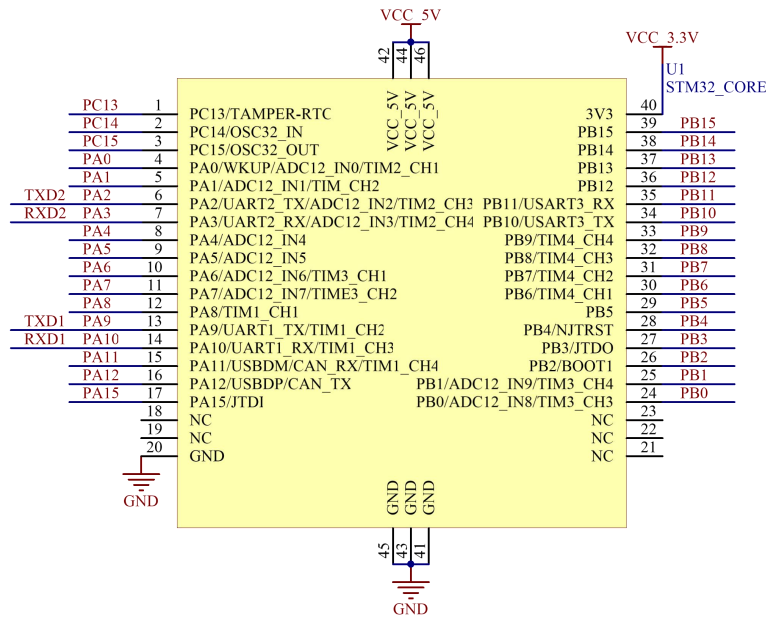 VCC_5V
VCC_3.3V
42 44 46
U1
STM32_CORE
VCC_5V VCC_5V VCC_5V
PC13 1 PC13/TAMPER-RTC 3V3 40
PC14 2 PC14/OSC32_IN PB15 39 PB15
PC15 3 PC15/OSC32_OUT PB14 38 PB14
PA0 4 PA0/WKUP/ADC12_IN0/TIM2_CH1 PB13 37 PB13
PA1 5 PA1/ADC12_IN1/TIM_CH2 PB12 36 PB12
TXD2 PA2 6 PA2/UART2_TX/ADC12_IN2/TIM2_CH3 PB11/USART3_RX 35 PB11
RXD2 PA3 7 PA3/UART2_RX/ADC12_IN3/TIM2_CH4 PB10/USART3_TX 34 PB10
PA4 8 PA4/ADC12_IN4 PB9/TIM4_CH4 33 PB9
PA5 9 PA5/ADC12_IN5 PB8/TIM4_CH3 32 PB8
PA6 10 PA6/ADC12_IN6/TIM3_CH1 PB7/TIM4_CH2 31 PB7
PA7 11 PA7/ADC12_IN7/TIME3_CH2 PB6/TIM4_CH1 30 PB6
PA8 12 PA8/TIM1_CH1 PB5 29 PB5
TXD1 PA9 13 PA9/UART1_TX/TIM1_CH2 PB4/NJTRST 28 PB4
RXD1 PA10 14 PA10/UART1_RX/TIM1_CH3 PB3/JTDO 27 PB3
PA11 15 PA11/USBDM/CAN_RX/TIM1_CH4 PB2/BOOT1 26 PB2
PA12 16 PA12/USBDP/CAN_TX PB1/ADC12_IN9/TIM3_CH4 25 PB1
PA15 17 PA15/JTDI PB0/ADC12_IN8/TIM3_CH3 24 PB0
18 NC NC 23
19 NC NC 22
20 GND NC 21
GND
GND GND GND
45 43 41
GND